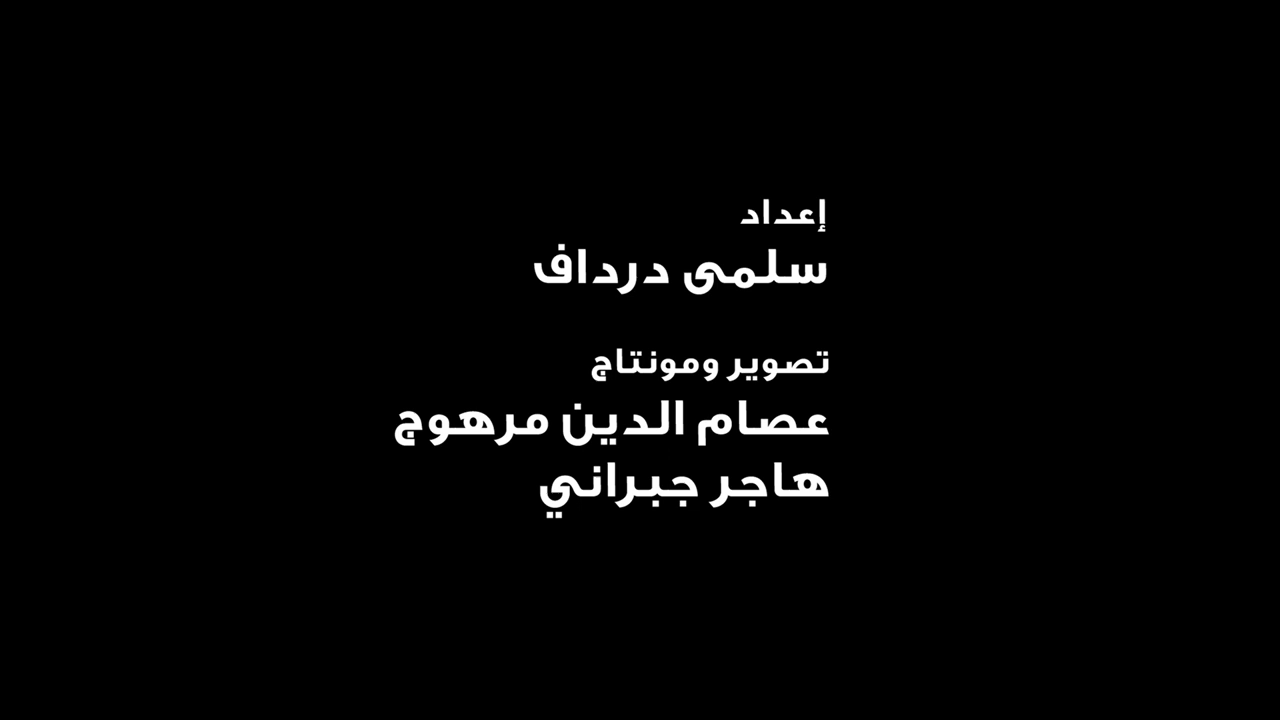 إعداد
سلمى درداف
تصوير ومونتاج
عصام الدين مرهوج
هاجر جبراني